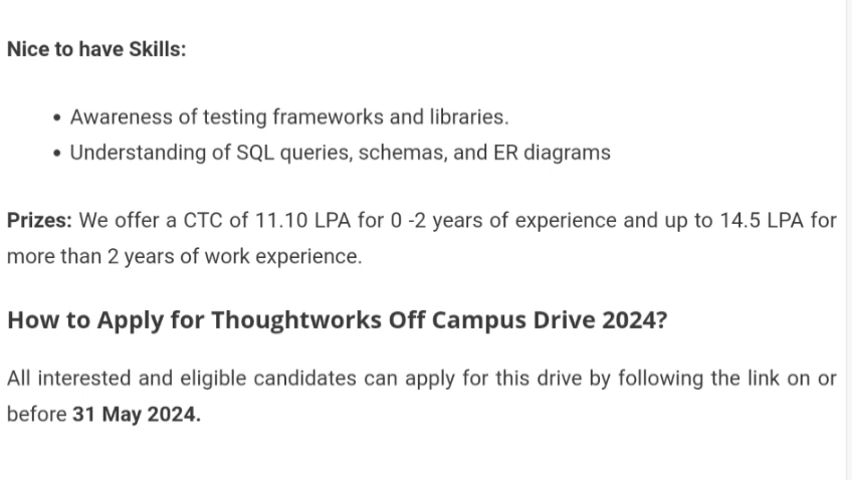 Nice to have Skills:
• Awareness of testing frameworks and libraries.
• Understanding of SQL queries, schemas, and ER diagrams
Prizes: We offer a CTC of 11.10 LPA for 0 -2 years of experience and up to 14.5 LPA for
more than 2 years of work experience.
How to Apply for Thoughtworks Off Campus Drive 2024?
All interested and eligible candidates can apply for this drive by following the link on or
before 31 May 2024.